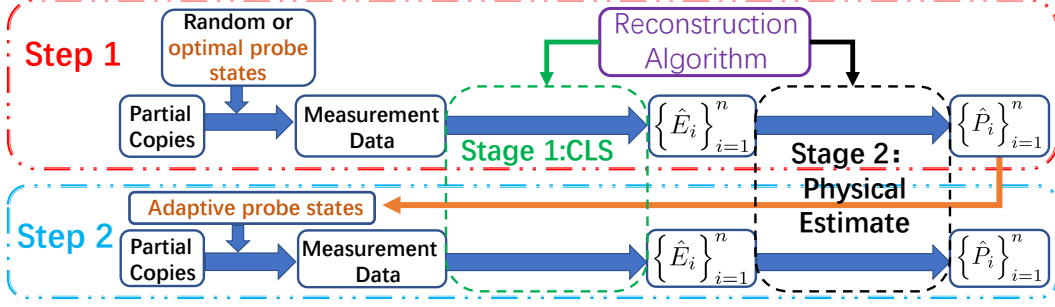 Step 1
Random or
optimal probe
states
Reconstruction
Algorithm
Partial
Copies
Measurement
Data
Stage 1:CLS
{Ê_i}_{i=1}^n
Stage 2：
Physical
Estimate
{P̂_i}_{i=1}^n
Step 2
Adaptive probe states
Partial
Copies
Measurement
Data
{Ê_i}_{i=1}^n
{P̂_i}_{i=1}^n